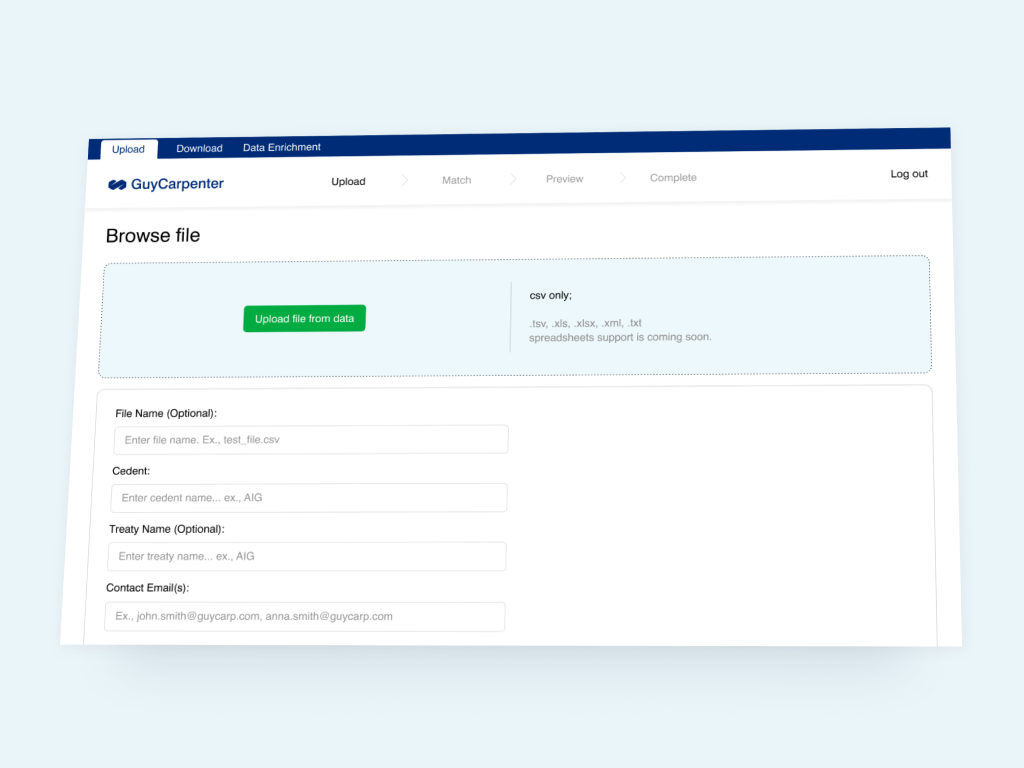 Upload
Download
Data Enrichment
GuyCarpenter
Upload
Match
Preview
Complete
Log out
Browse file
Upload file from data
csv only;
.tsv, .xls, .xlsx, .xml, .txt
spreadsheets support is coming soon.
File Name (Optional):
Enter file name. Ex., test_file.csv
Cedent:
Enter cedent name... ex., AIG
Treaty Name (Optional):
Enter treaty name... ex., AIG
Contact Email(s):
Ex., john.smith@guycarp.com, anna.smith@guycarp.com